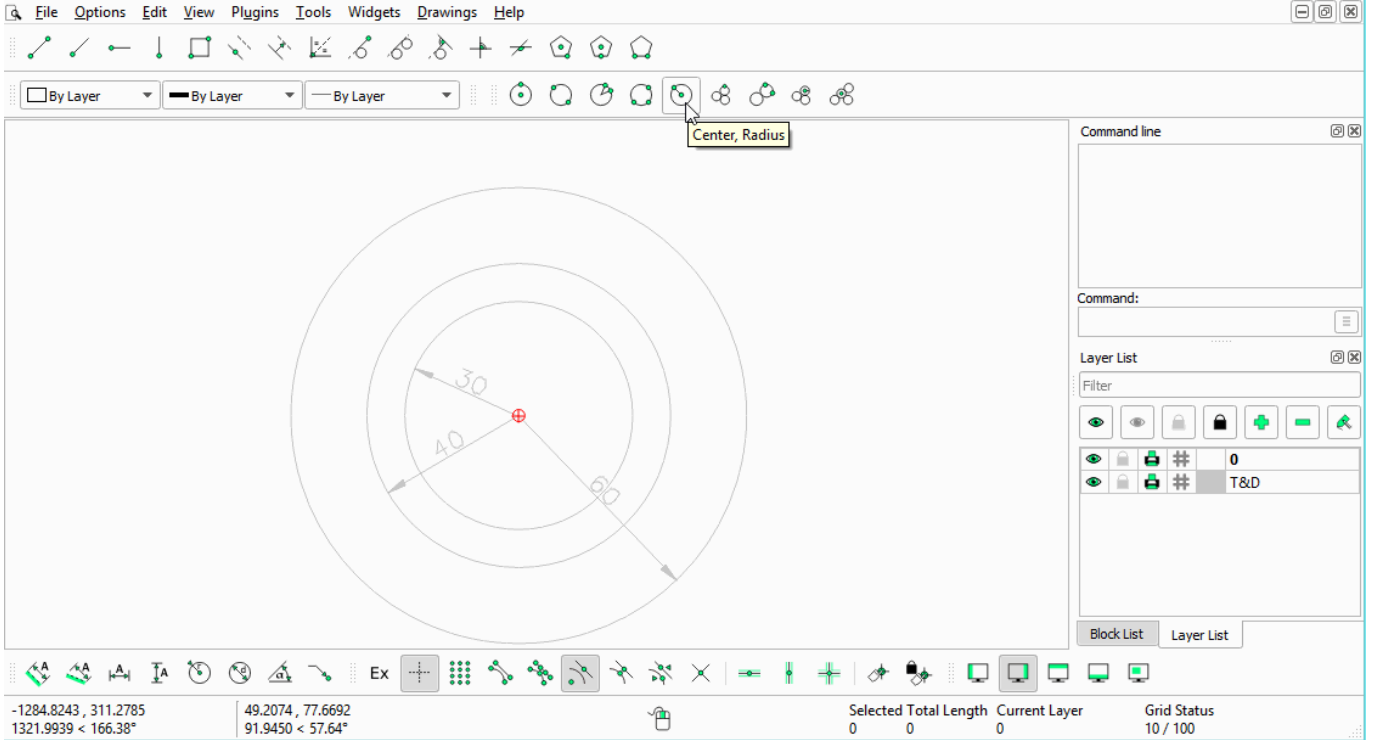 File Options Edit View Plugins Tools Widgets Drawings Help
By Layer By Layer By Layer
Center, Radius
Command line
Command:
Layer List
Filter
0
T&D
30
40
60
Block List Layer List
A A A A r d a Ex
-1284.8243 , 311.2785 49.2074 , 77.6692 Selected Total Length Current Layer Grid Status
1321.9939 < 166.38° 91.9450 < 57.64° 0 0 0 10 / 100